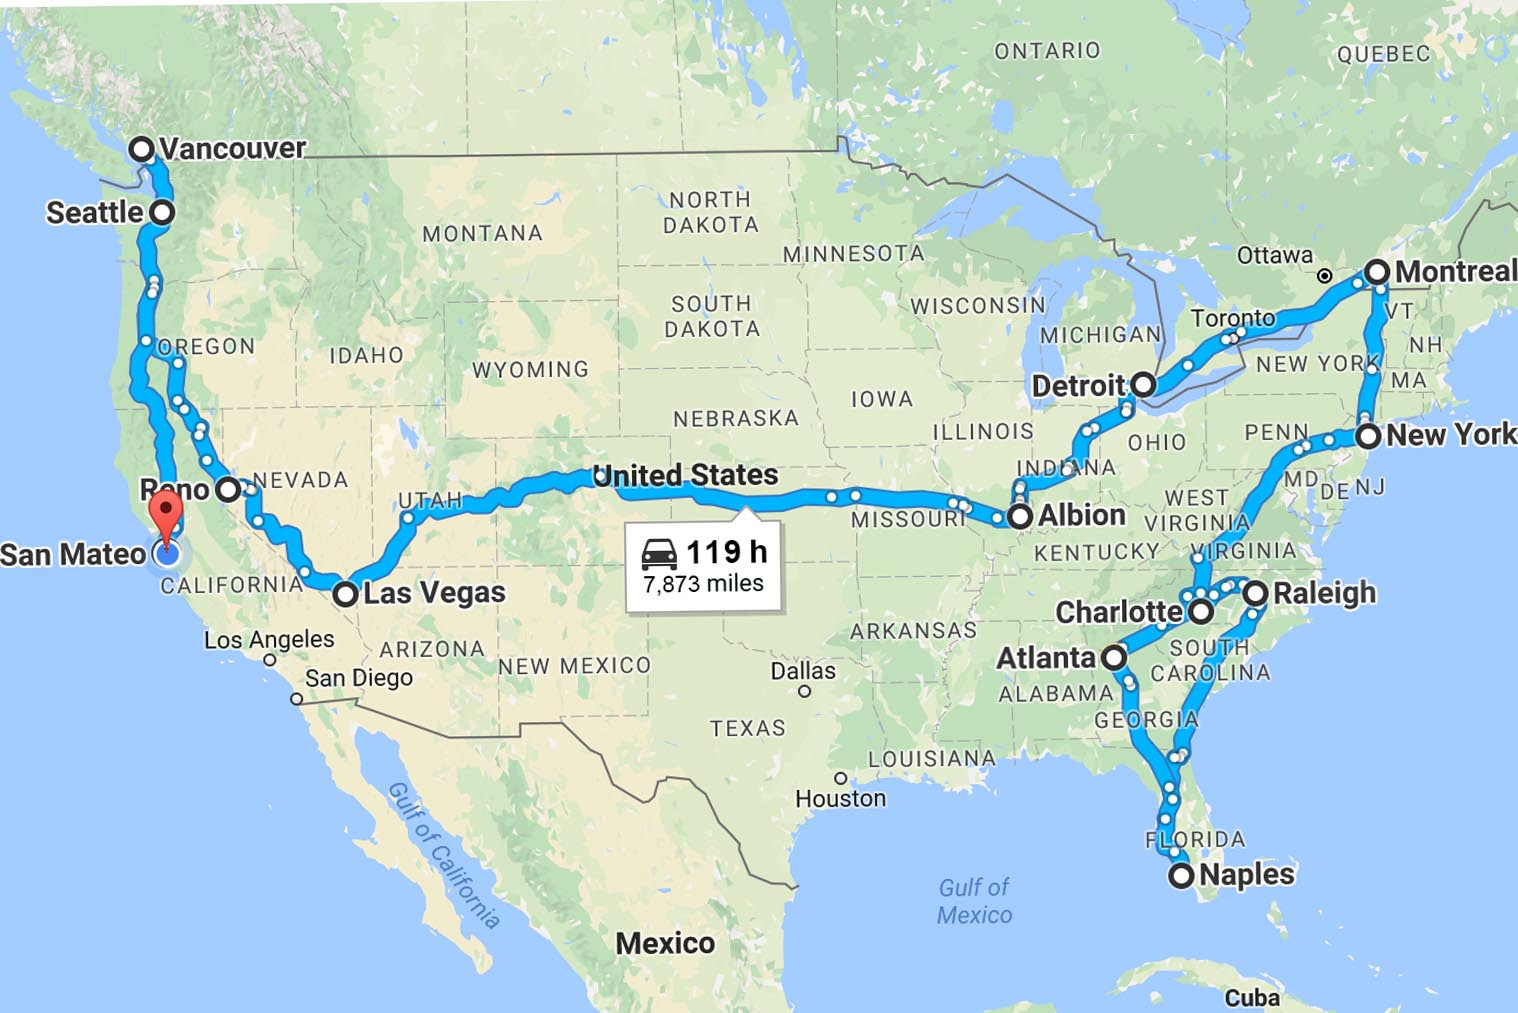 ONTARIO
QUEBEC
Vancouver
Seattle
NORTH
DAKOTA
MONTANA
MINNESOTA
Ottawa
Montreal
SOUTH
DAKOTA
WISCONSIN
Toronto
VT
MICHIGAN
NH
OREGON
IDAHO
WYOMING
NEW YORK
MA
Detroit
IOWA
NEBRASKA
ILLINOIS
OHIO
PENN
New York
INDIANA
United States
Reno
NEVADA
UTAH
MD
DE
NJ
WEST
VIRGINIA
MISSOURI
Albion
San Mateo
119 h
7,873 miles
KENTUCKY
VIRGINIA
CALIFORNIA
Las Vegas
Charlotte
Raleigh
Los Angeles
ARIZONA
NEW MEXICO
ARKANSAS
Atlanta
SOUTH
CAROLINA
San Diego
Dallas
ALABAMA
GEORGIA
TEXAS
LOUISIANA
Houston
Gulf of California
FLORIDA
Naples
Gulf of
Mexico
Mexico
Cuba